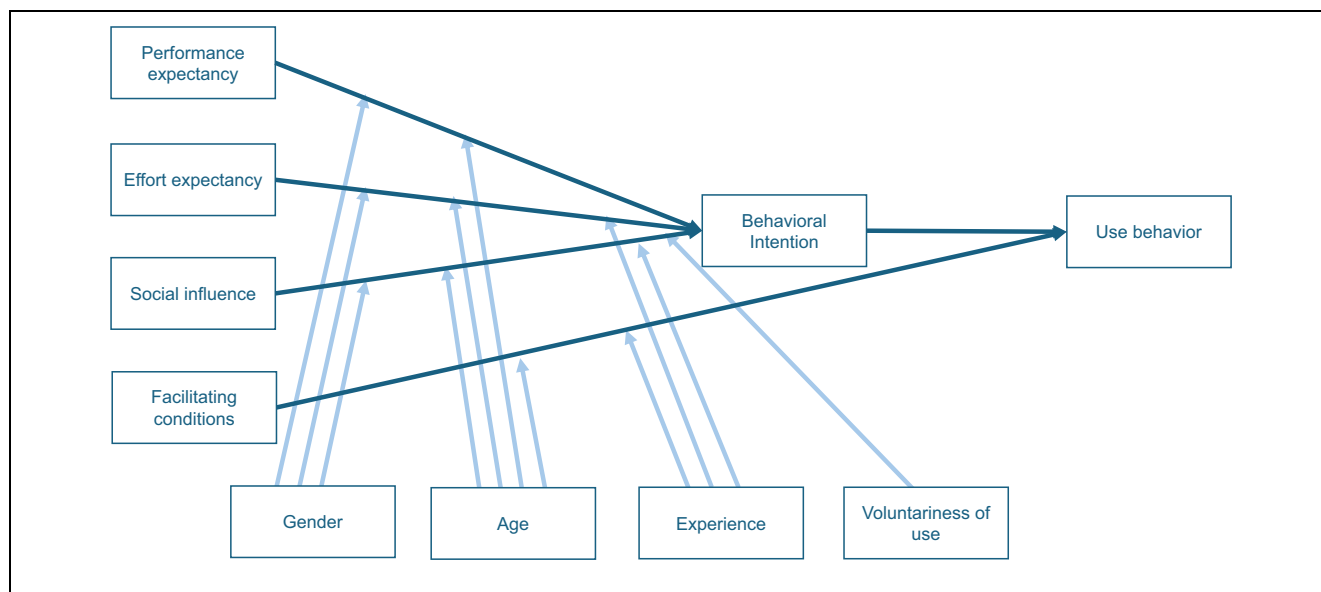 Performance
expectancy
Effort expectancy
Behavioral
Intention
Use behavior
Social influence
Facilitating
conditions
Gender
Age
Experience
Voluntariness of
use